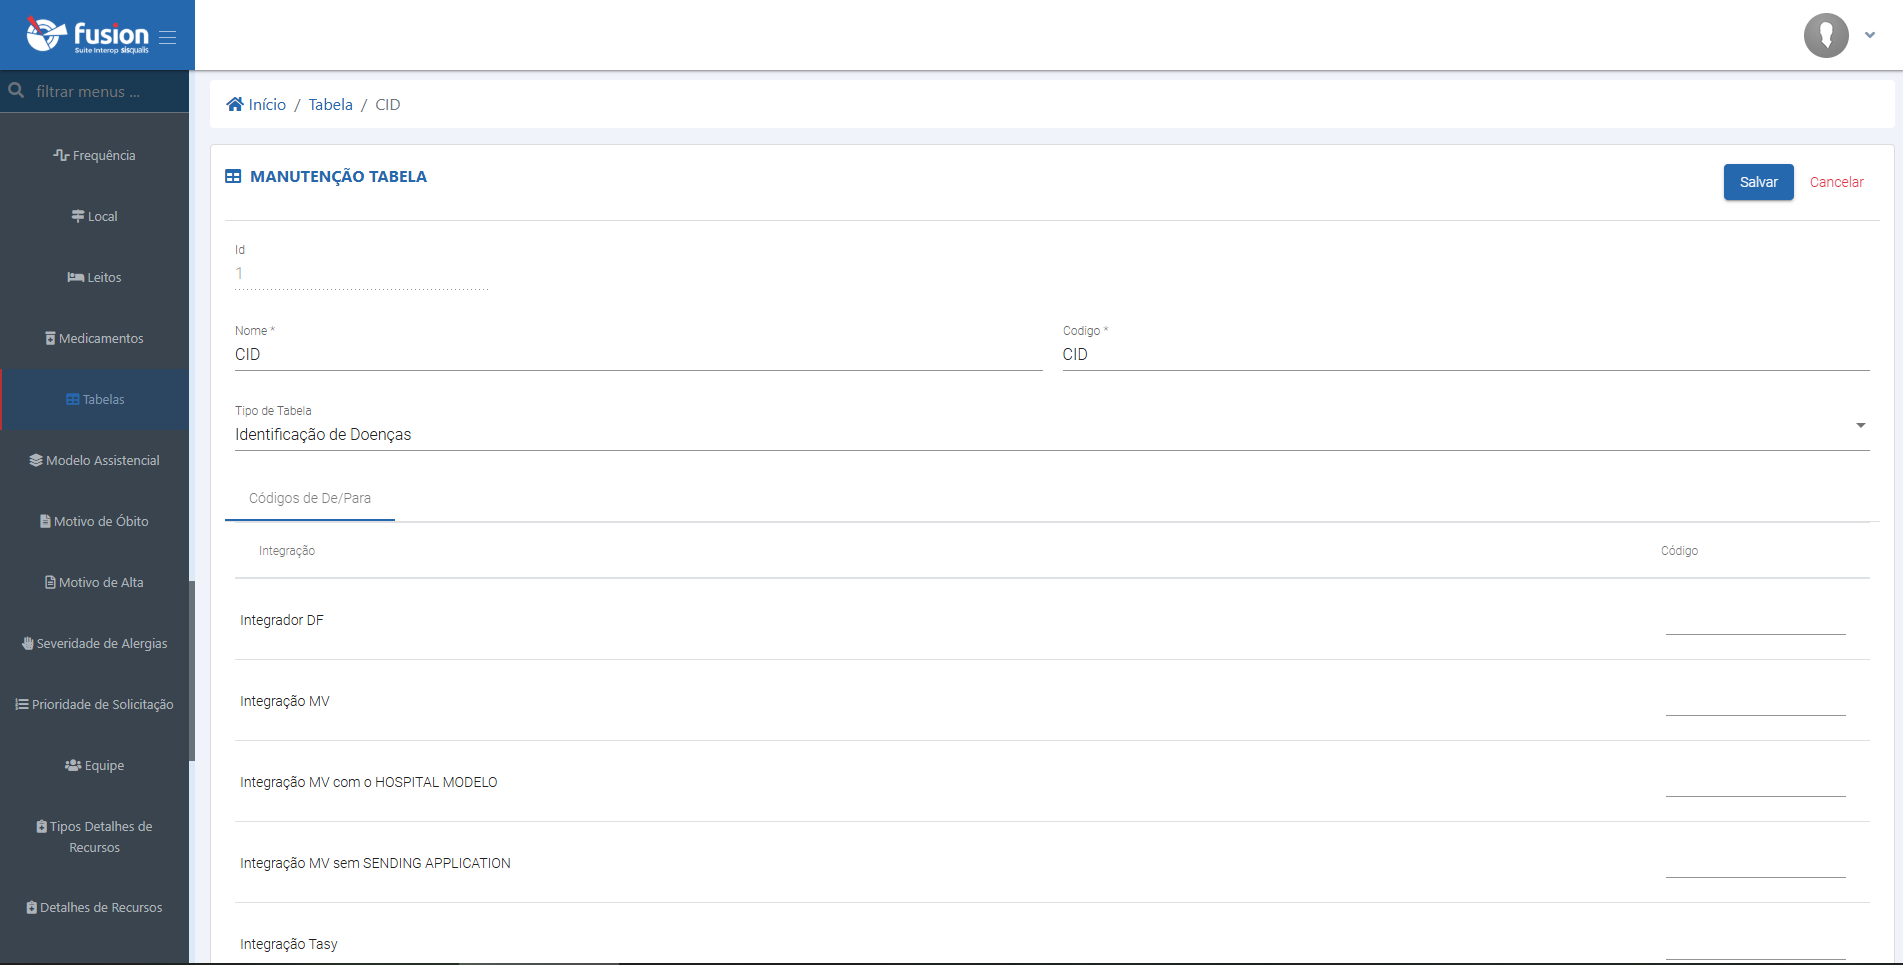 fusion
Suite Interop sisqualis
filtrar menus ...
Frequência
Local
Leitos
Medicamentos
Tabelas
Modelo Assistencial
Motivo de Óbito
Motivo de Alta
Severidade de Alergias
Prioridade de Solicitação
Equipe
Tipos Detalhes de
Recursos
Detalhes de Recursos
Início / Tabela / CID
MANUTENÇÃO TABELA
Salvar Cancelar
Id
1
Nome * Codigo *
CID CID
Tipo de Tabela
Identificação de Doenças
Códigos de De/Para
Integração Código
Integrador DF
Integração MV
Integração MV com o HOSPITAL MODELO
Integração MV sem SENDING APPLICATION
Integração Tasy